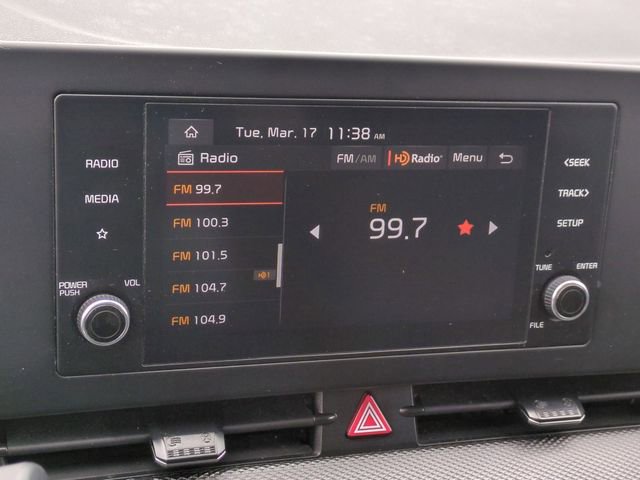 Tue, Mar. 17 11:38 AM
Radio FM/AM HD Radio® Menu
RADIO
MEDIA
POWER
PUSH
VOL
FM 99.7
FM 100.3
FM 101.5
HD1
FM 104.7
FM 104.9
FM
99.7
<SEEK
TRACK>
SETUP
TUNE
ENTER
FILE